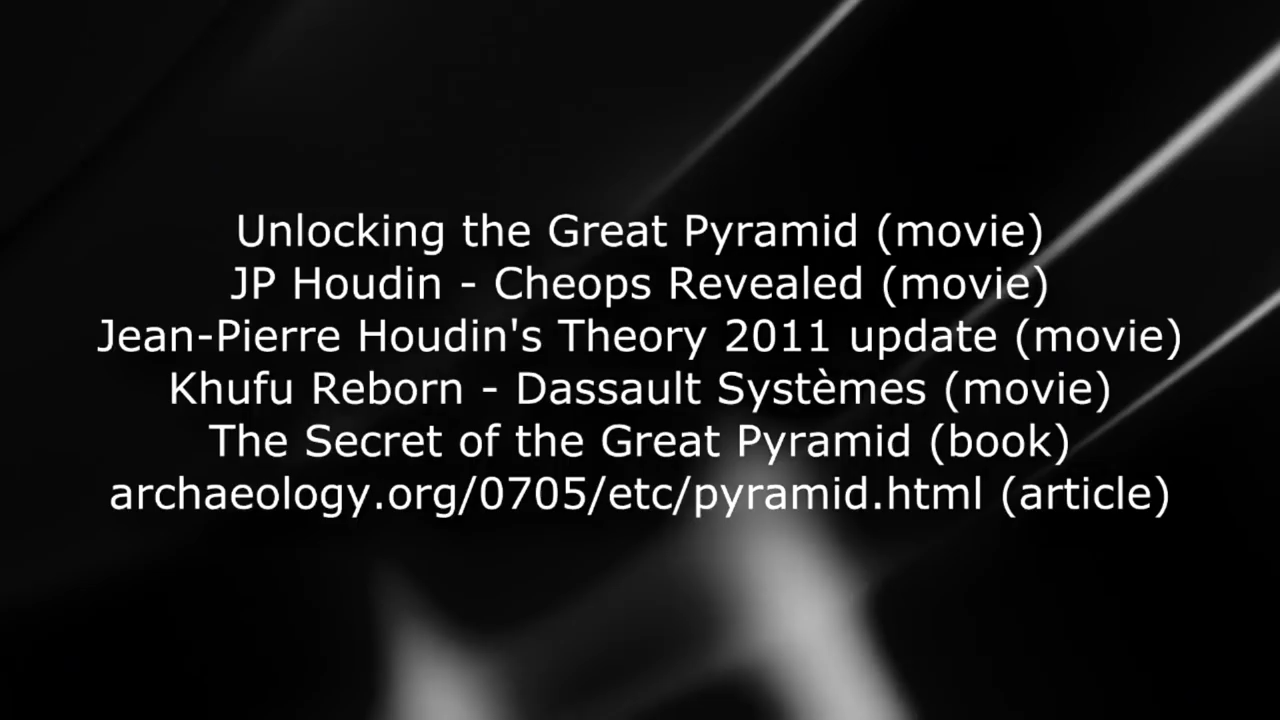 Unlocking the Great Pyramid (movie)
JP Houdin - Cheops Revealed (movie)
Jean-Pierre Houdin's Theory 2011 update (movie)
Khufu Reborn - Dassault Systèmes (movie)
The Secret of the Great Pyramid (book)
archaeology.org/0705/etc/pyramid.html (article)